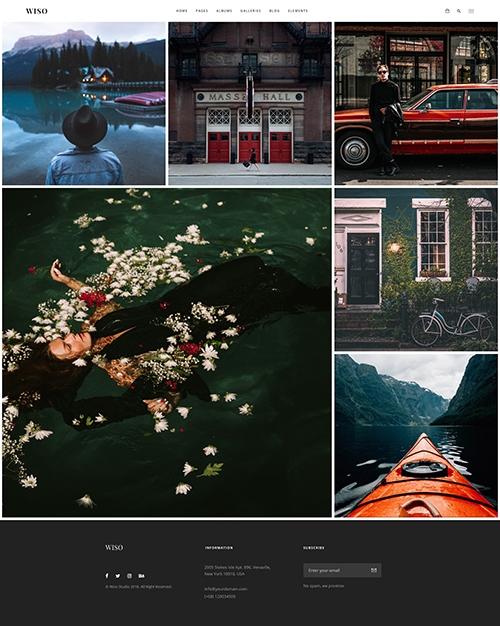 WISO
HOME PAGES ALBUMS GALLERIES BLOG ELEMENTS
MASSEY HALL
WISO
© Wiso Studio 2018. All Right Reserved.
INFORMATION
2005 Stokes Isle Apt. 896, Venaville,
New York 10010, USA
info@yourdomain.com
(+68) 120034509
SUBSCRIBE
Enter your email
No spam, we promise